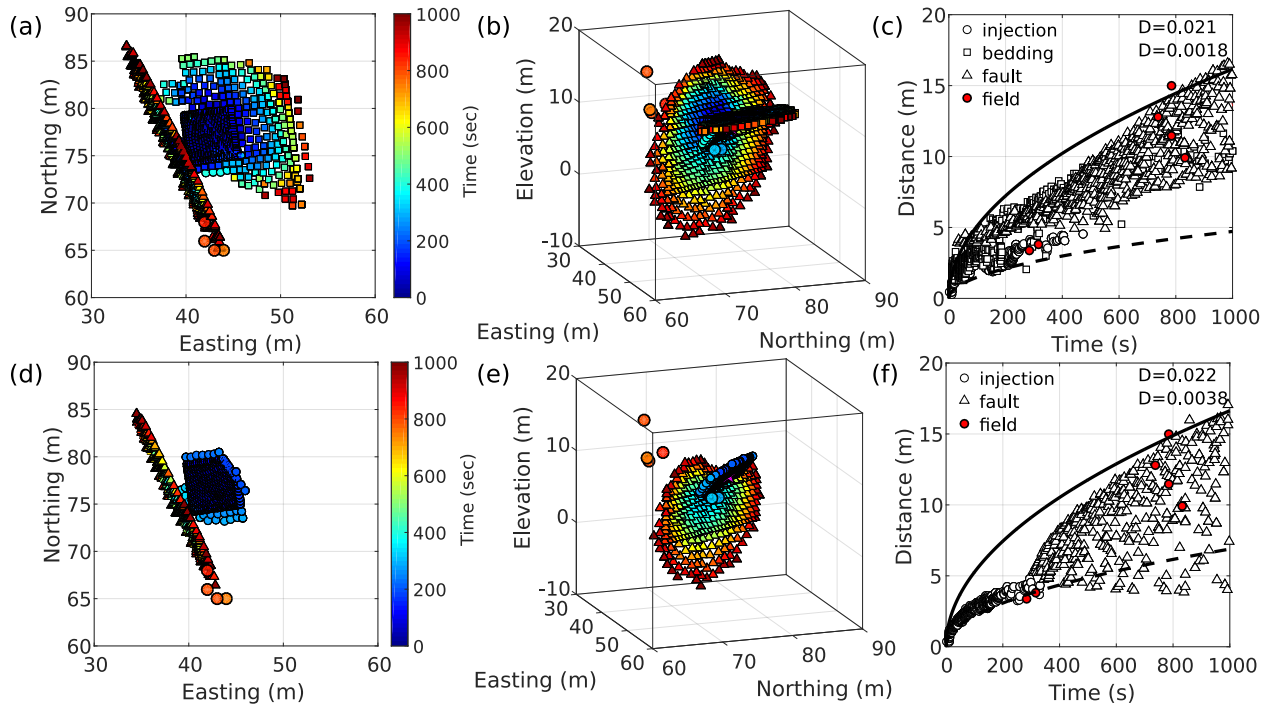 (a)
90
85
80
75
70
65
60
30
40
50
60
Northing (m)
Easting (m)
1000
800
600
400
200
0
Time (sec)
(b)
20
10
0
-10
Elevation (m)
30
40
50
60
Easting (m)
60
70
80
90
Northing (m)
(c)
20
15
10
5
0
Distance (m)
0
200
400
600
800
1000
Time (s)
injection
bedding
fault
field
D=0.021
D=0.0018
(d)
90
85
80
75
70
65
60
30
40
50
60
Northing (m)
Easting (m)
1000
800
600
400
200
0
Time (sec)
(e)
20
10
0
-10
Elevation (m)
30
40
50
60
Easting (m)
60
70
80
90
Northing (m)
(f)
20
15
10
5
0
Distance (m)
0
200
400
600
800
1000
Time (s)
injection
fault
field
D=0.022
D=0.0038